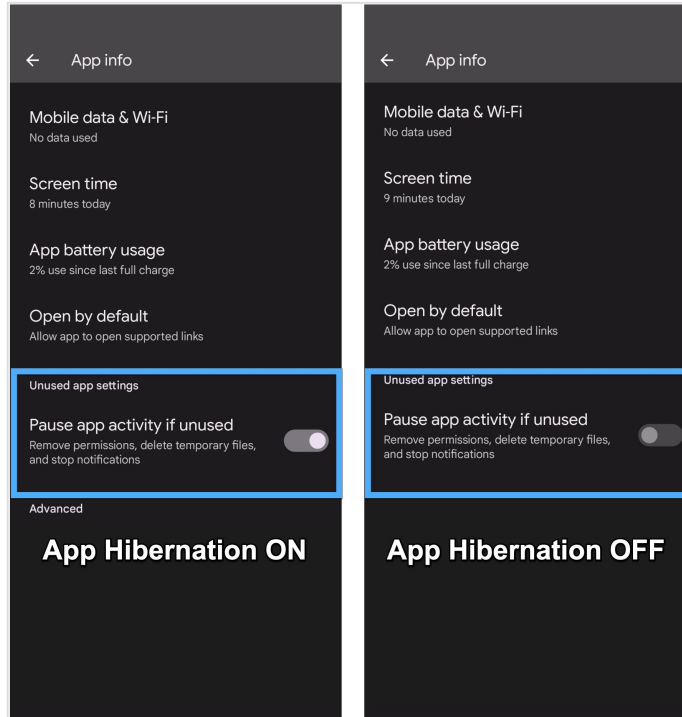 App info
Mobile data & Wi-Fi
No data used
Screen time
8 minutes today
App battery usage
2% use since last full charge
Open by default
Allow app to open supported links
Unused app settings
Pause app activity if unused
Remove permissions, delete temporary files,
and stop notifications
Advanced
App Hibernation ON
App info
Mobile data & Wi-Fi
No data used
Screen time
9 minutes today
App battery usage
2% use since last full charge
Open by default
Allow app to open supported links
Unused app settings
Pause app activity if unused
Remove permissions, delete temporary files,
and stop notifications
App Hibernation OFF